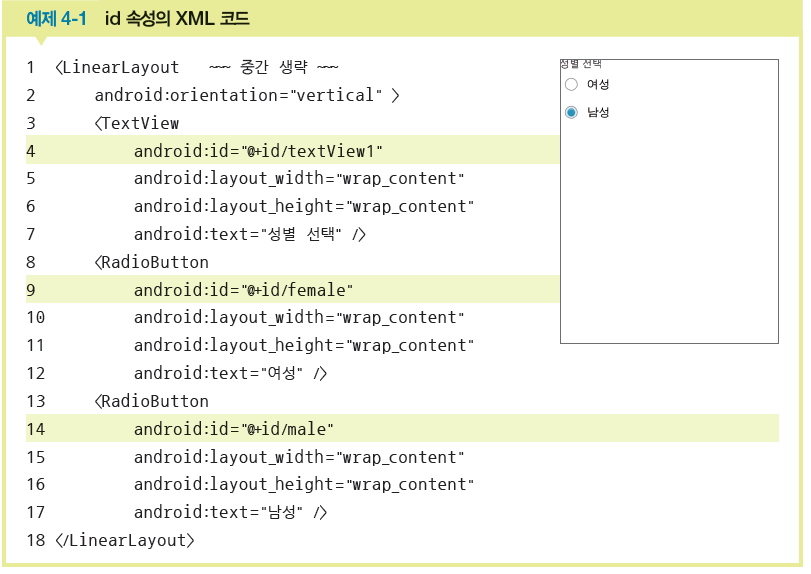 예제 4-1 id 속성의 XML 코드
1 <LinearLayout ~~~ 중간 생략 ~~~
2 android:orientation="vertical" >
3 <TextView
4 android:id="@+id/textView1"
5 android:layout_width="wrap_content"
6 android:layout_height="wrap_content"
7 android:text="성별 선택" />
8 <RadioButton
9 android:id="@+id/female"
10 android:layout_width="wrap_content"
11 android:layout_height="wrap_content"
12 android:text="여성" />
13 <RadioButton
14 android:id="@+id/male"
15 android:layout_width="wrap_content"
16 android:layout_height="wrap_content"
17 android:text="남성" />
18 </LinearLayout>
성별 선택
여성
남성